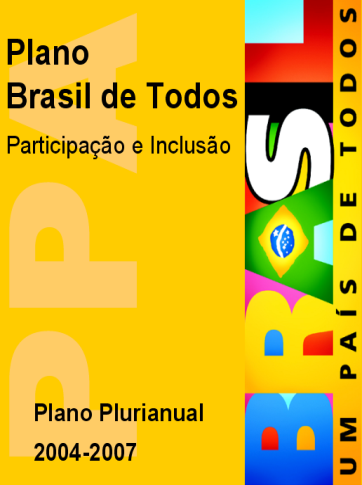 Plano
Brasil de Todos
Participação e Inclusão
PPA
Plano Plurianual
2004-2007
BRASIL
UM PAÍS DE TODOS